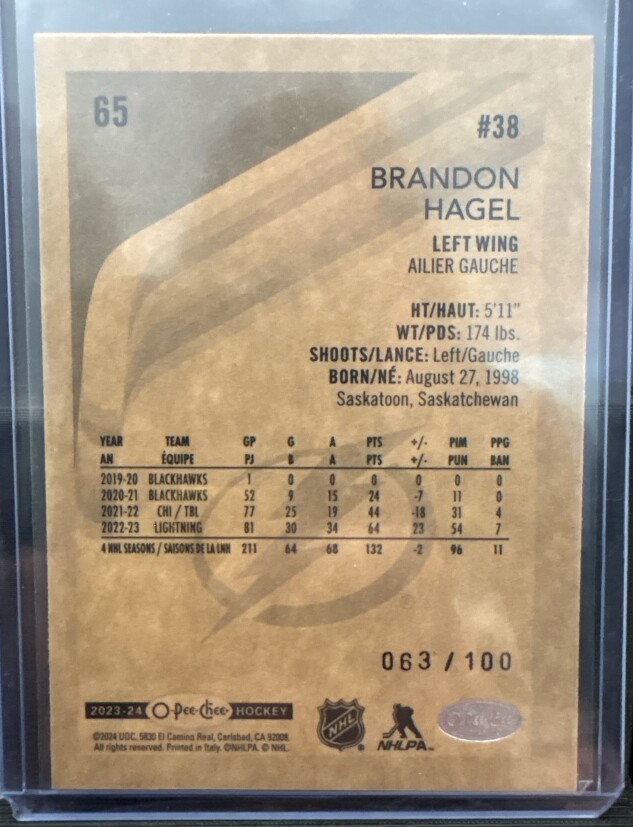 65
#38
BRANDON
HAGEL
LEFT WING
AILIER GAUCHE
HT/HAUT: 5'11"
WT/PDS: 174 lbs.
SHOOTS/LANCE: Left/Gauche
BORN/NÉ: August 27, 1998
Saskatoon, Saskatchewan
YEAR TEAM GP G A PTS +/- PIM PPG
AN ÉQUIPE PJ B A PTS +/- PUN BAN
2019-20 BLACKHAWKS 1 0 0 0 0 0 0
2020-21 BLACKHAWKS 52 9 15 24 -7 11 0
2021-22 CHI / TBL 77 25 19 44 -18 31 4
2022-23 LIGHTNING 81 30 34 64 23 54 7
4 NHL SEASONS / SAISONS DE LA LNH 211 64 68 132 -2 96 11
063 / 100
2023-24 O-Pee-Chee HOCKEY
NHL
NHLPA
©2024 UDC. 5830 El Camino Real, Carlsbad, CA 92008.
All rights reserved. Printed in Italy. ©NHLPA. © NHL.